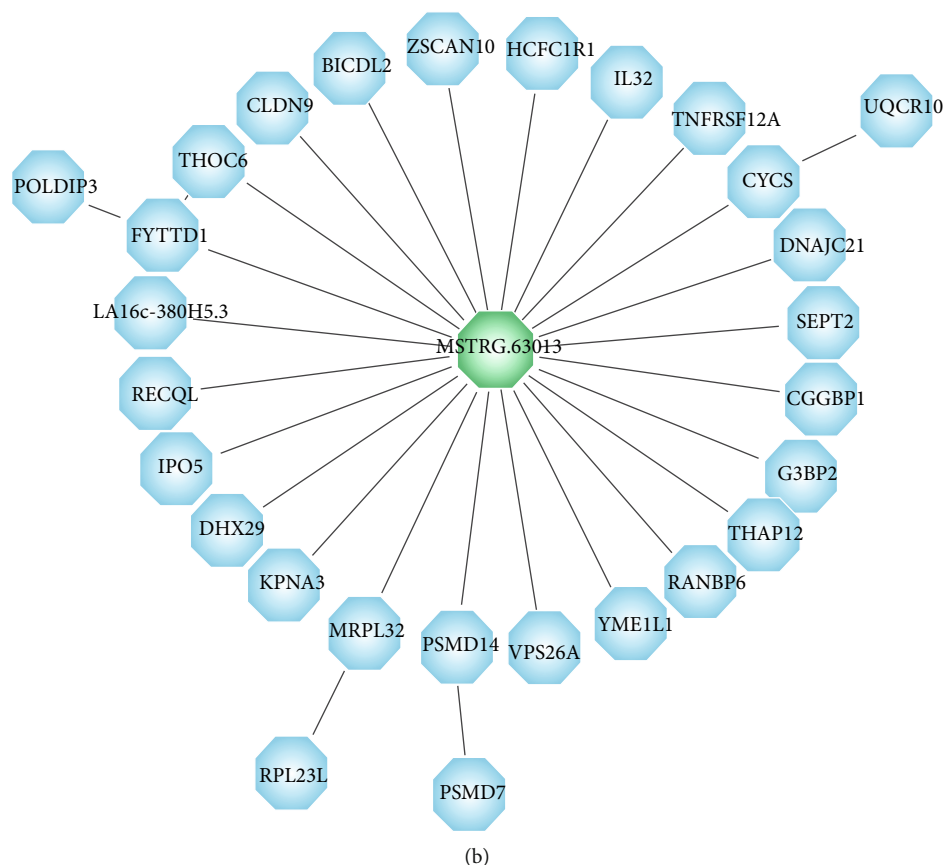 ZSCAN10
HCFC1R1
BICDL2
IL32
CLDN9
TNFRSF12A
UQCR10
THOC6
CYCS
POLDIP3
FYTTD1
DNAJC21
LA16c-380H5.3
SEPT2
MSTRG.63013
RECQL
CGGBP1
IPO5
G3BP2
DHX29
THAP12
KPNA3
RANBP6
MRPL32
YME1L1
PSMD14
VPS26A
RPL23L
PSMD7
(b)